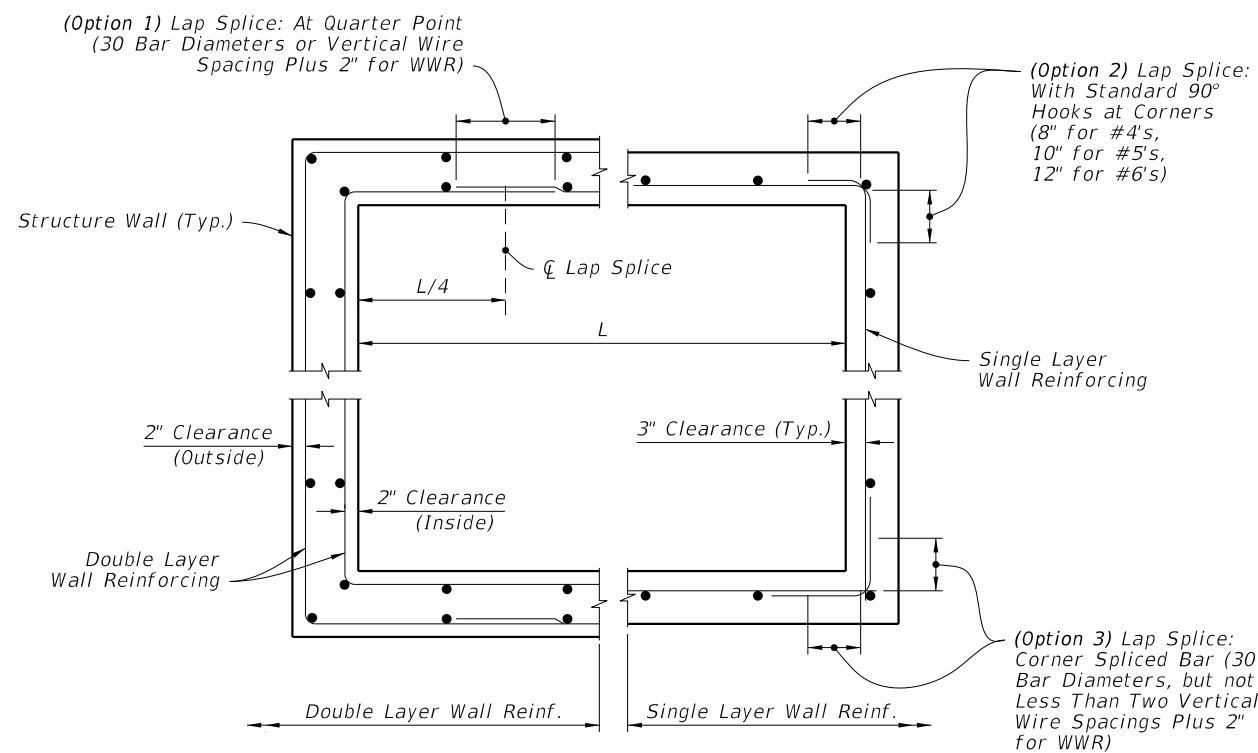 (Option 1) Lap Splice: At Quarter Point
(30 Bar Diameters or Vertical Wire
Spacing Plus 2" for WWR)
(Option 2) Lap Splice:
With Standard 90°
Hooks at Corners
(8" for #4's,
10" for #5's,
12" for #6's)
Structure Wall (Typ.)
℄ Lap Splice
L/4
L
Single Layer
Wall Reinforcing
2" Clearance
(Outside)
3" Clearance (Typ.)
2" Clearance
(Inside)
Double Layer
Wall Reinforcing
(Option 3) Lap Splice:
Corner Spliced Bar (30
Bar Diameters, but not
Less Than Two Vertical
Wire Spacings Plus 2"
for WWR)
Double Layer Wall Reinf.
Single Layer Wall Reinf.